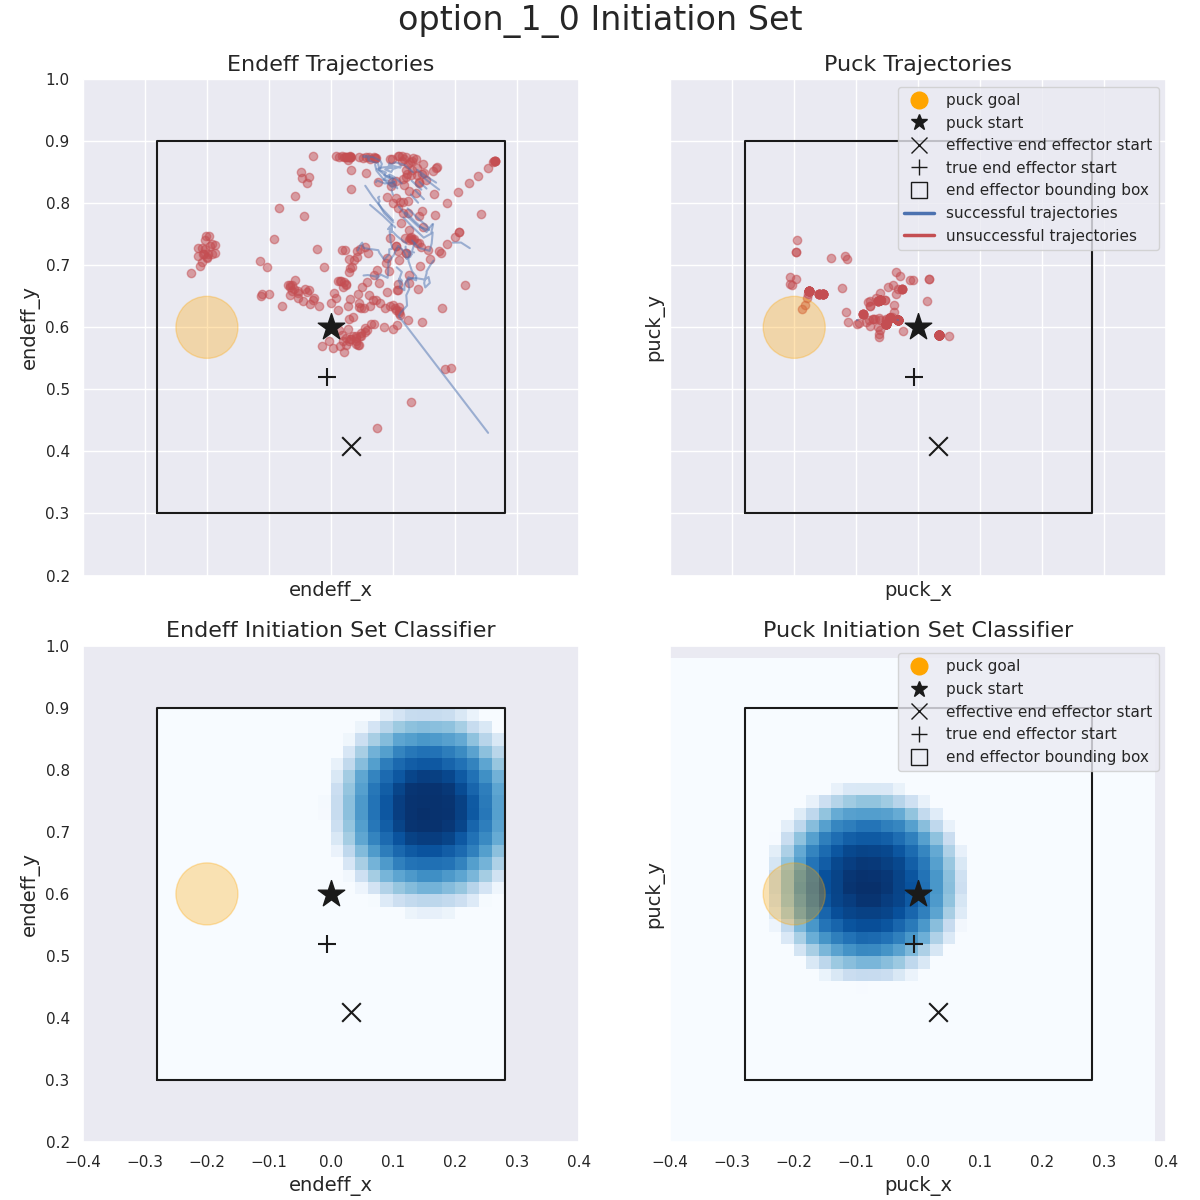 option_1_0 Initiation Set
Endeff Trajectories
1.0
0.9
0.8
0.7
0.6
0.5
0.4
0.3
0.2
endeff_y
endeff_x
Puck Trajectories
puck goal
puck start
effective end effector start
true end effector start
end effector bounding box
successful trajectories
unsuccessful trajectories
puck_y
puck_x
Endeff Initiation Set Classifier
1.0
0.9
0.8
0.7
0.6
0.5
0.4
0.3
0.2
endeff_y
−0.4 −0.3 −0.2 −0.1 0.0 0.1 0.2 0.3 0.4
endeff_x
Puck Initiation Set Classifier
puck goal
puck start
effective end effector start
true end effector start
end effector bounding box
puck_y
−0.4 −0.3 −0.2 −0.1 0.0 0.1 0.2 0.3 0.4
puck_x